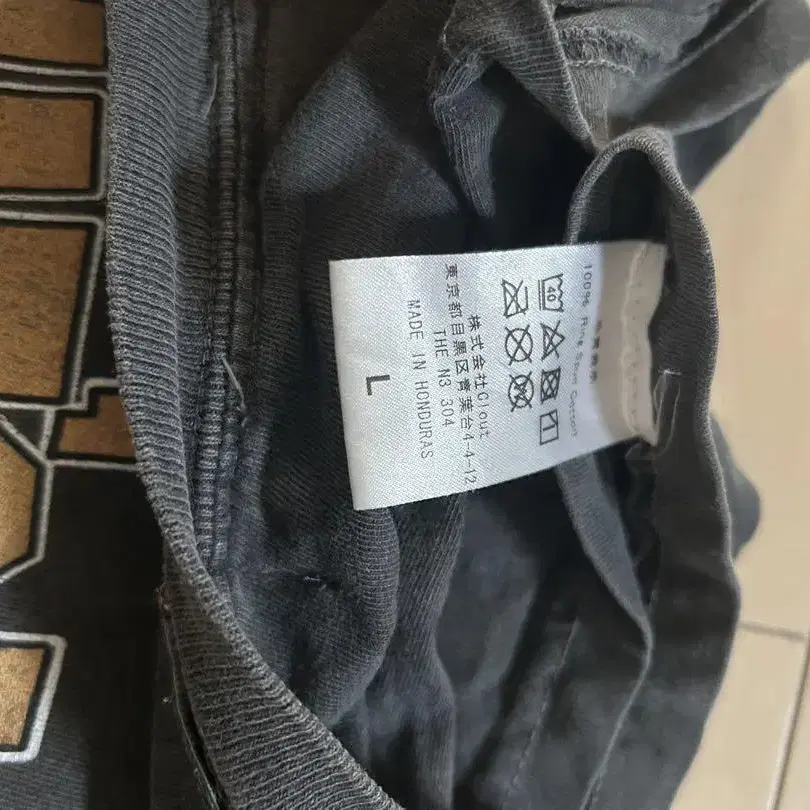 100% Ring Spun Cotton
40
株式会社Clout
東京都目黒区青葉台4-4-12
THE N3 304
MADE IN HONDURAS
L